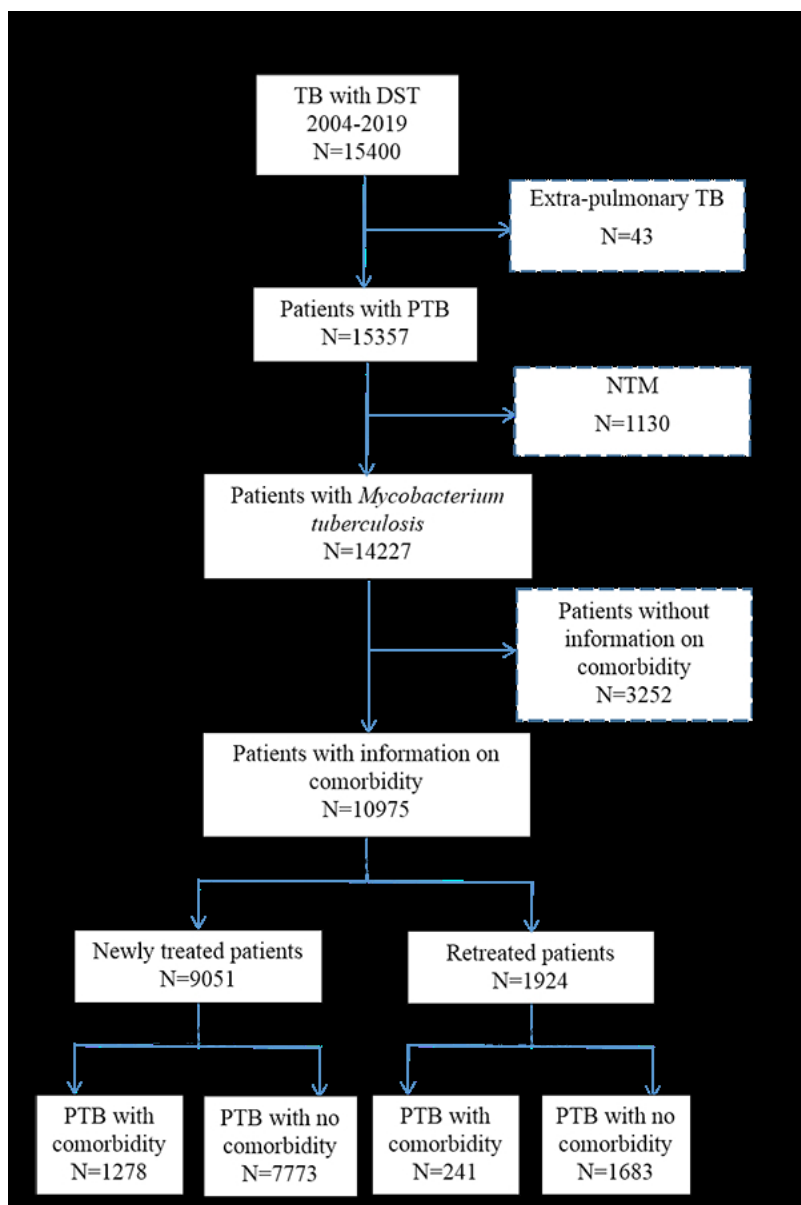 TB with DST
2004-2019
N=15400
Extra-pulmonary TB
N=43
Patients with PTB
N=15357
NTM
N=1130
Patients with Mycobacterium
tuberculosis
N=14227
Patients without
information on
comorbidity
N=3252
Patients with information on
comorbidity
N=10975
Newly treated patients
N=9051
Retreated patients
N=1924
PTB with
comorbidity
N=1278
PTB with no
comorbidity
N=7773
PTB with
comorbidity
N=241
PTB with no
comorbidity
N=1683